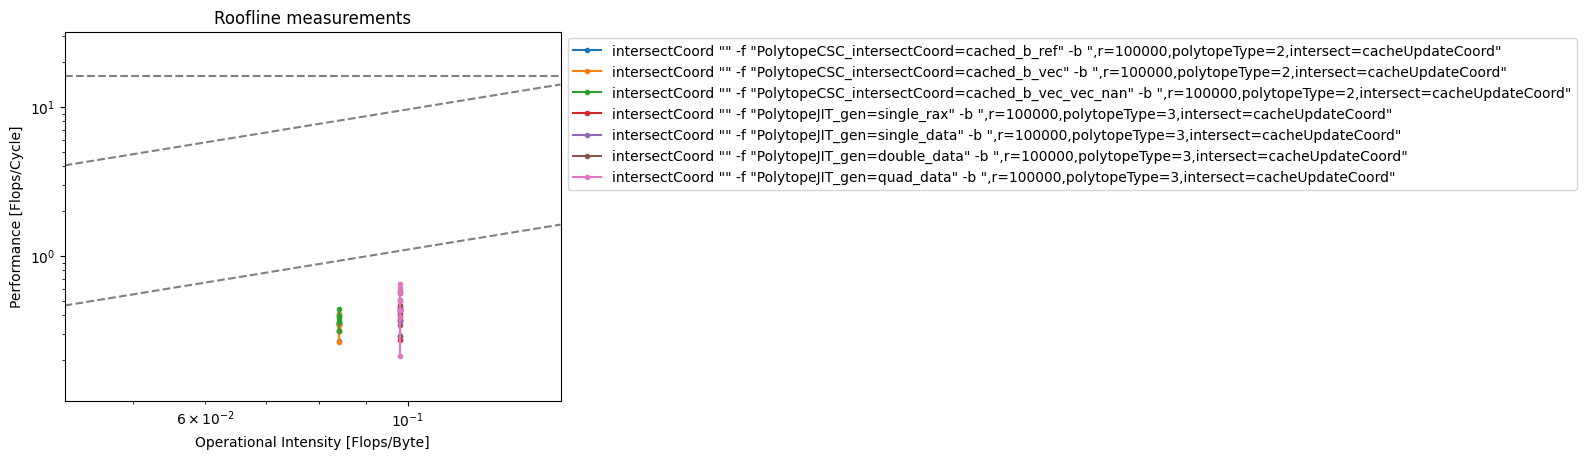 Roofline measurements
Performance [Flops/Cycle]
10^1
10^0
6 × 10^−2
10^−1
Operational Intensity [Flops/Byte]
intersectCoord "" -f "PolytopeCSC_intersectCoord=cached_b_ref" -b ",r=100000,polytopeType=2,intersect=cacheUpdateCoord"
intersectCoord "" -f "PolytopeCSC_intersectCoord=cached_b_vec" -b ",r=100000,polytopeType=2,intersect=cacheUpdateCoord"
intersectCoord "" -f "PolytopeCSC_intersectCoord=cached_b_vec_vec_nan" -b ",r=100000,polytopeType=2,intersect=cacheUpdateCoord"
intersectCoord "" -f "PolytopeJIT_gen=single_rax" -b ",r=100000,polytopeType=3,intersect=cacheUpdateCoord"
intersectCoord "" -f "PolytopeJIT_gen=single_data" -b ",r=100000,polytopeType=3,intersect=cacheUpdateCoord"
intersectCoord "" -f "PolytopeJIT_gen=double_data" -b ",r=100000,polytopeType=3,intersect=cacheUpdateCoord"
intersectCoord "" -f "PolytopeJIT_gen=quad_data" -b ",r=100000,polytopeType=3,intersect=cacheUpdateCoord"